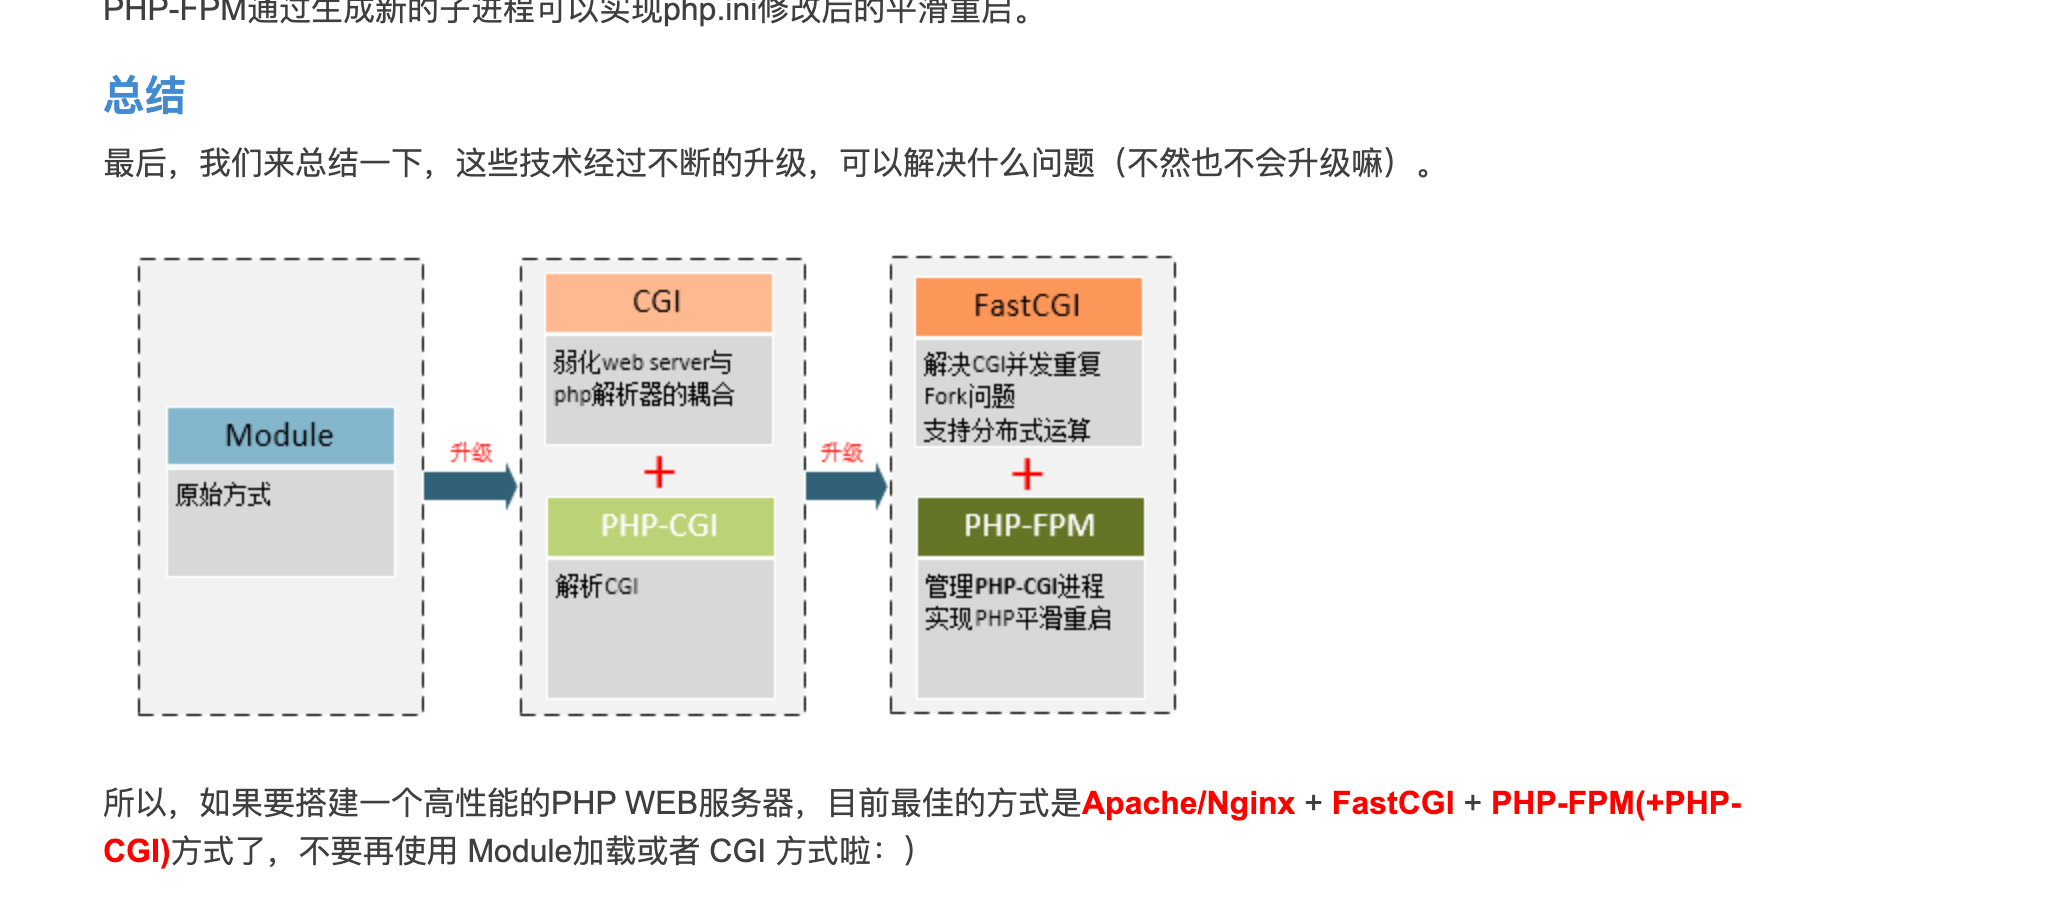 PHP-FPM通过生成新的子进程可以实现php.ini修改后的平滑重启。
总结
最后，我们来总结一下，这些技术经过不断的升级，可以解决什么问题（不然也不会升级嘛）。
Module
原始方式
升级
CGI
弱化web server与
php解析器的耦合
+
PHP-CGI
解析CGI
升级
FastCGI
解决CGI并发重复
Fork问题
支持分布式运算
+
PHP-FPM
管理PHP-CGI进程
实现PHP平滑重启
所以，如果要搭建一个高性能的PHP WEB服务器，目前最佳的方式是Apache/Nginx + FastCGI + PHP-FPM(+PHP-
CGI)方式了，不要再使用 Module加载或者 CGI 方式啦：）